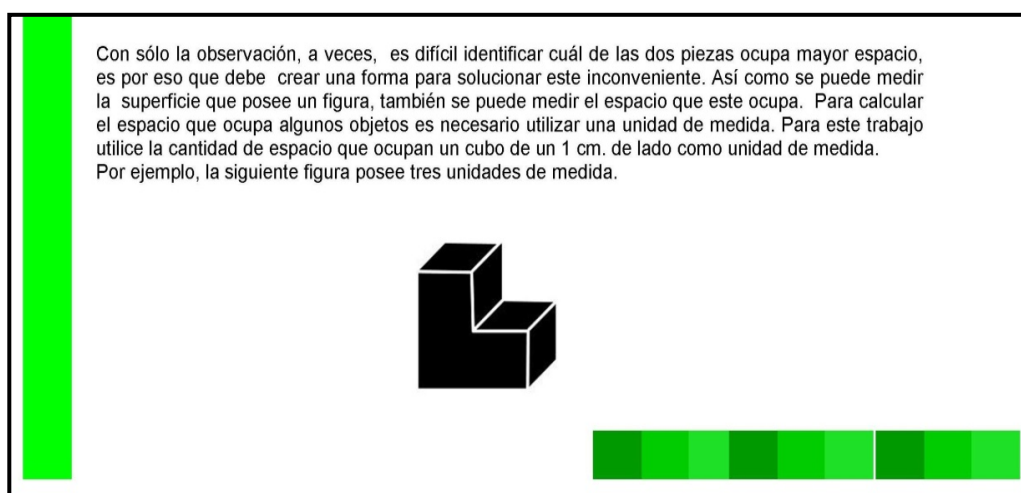 Con sólo la observación, a veces, es difícil identificar cuál de las dos piezas ocupa mayor espacio,
es por eso que debe crear una forma para solucionar este inconveniente. Así como se puede medir
la superficie que posee un figura, también se puede medir el espacio que este ocupa. Para calcular
el espacio que ocupa algunos objetos es necesario utilizar una unidad de medida. Para este trabajo
utilice la cantidad de espacio que ocupan un cubo de un 1 cm. de lado como unidad de medida.
Por ejemplo, la siguiente figura posee tres unidades de medida.